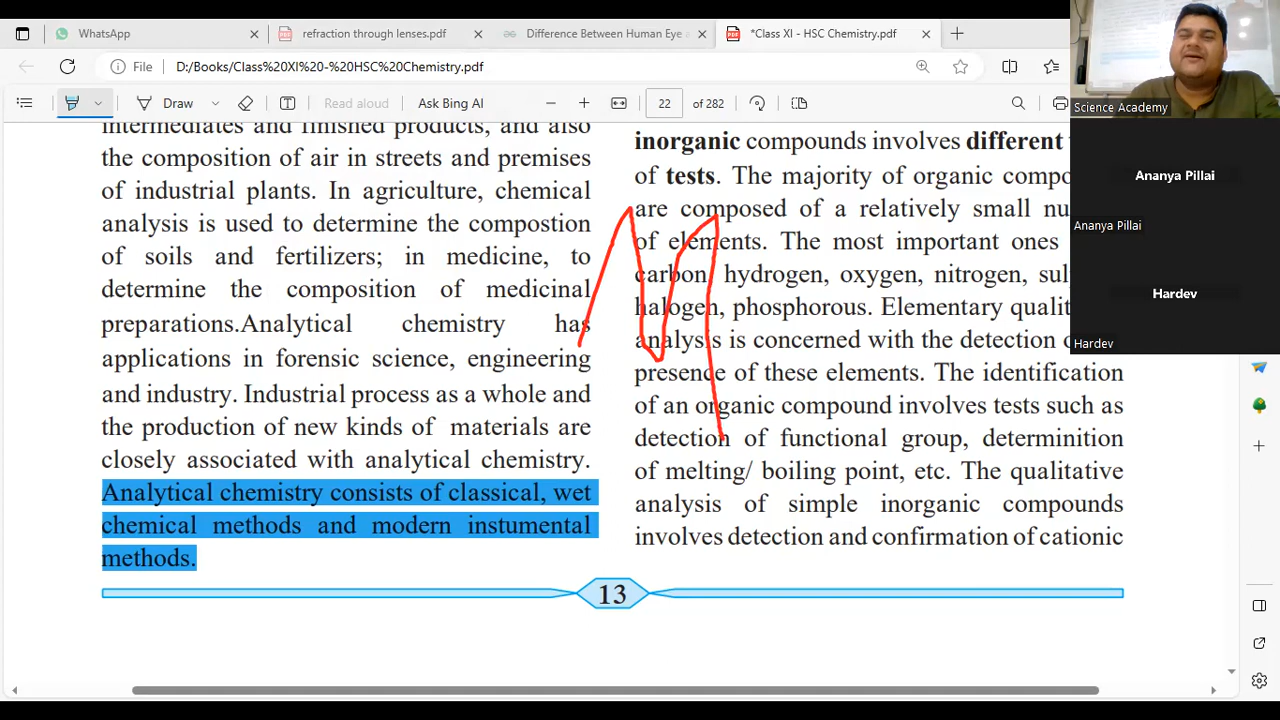 WhatsApp
refraction through lenses.pdf
Difference Between Human Eye a
*Class XI - HSC Chemistry.pdf
File
D:/Books/Class%20XI%20-%20HSC%20Chemistry.pdf
Draw
Read aloud
Ask Bing AI
22
of 282
intermediates and finished products, and also
the composition of air in streets and premises
of industrial plants. In agriculture, chemical
analysis is used to determine the compostion
of soils and fertilizers; in medicine, to
determine the composition of medicinal
preparations.Analytical chemistry has
applications in forensic science, engineering
and industry. Industrial process as a whole and
the production of new kinds of materials are
closely associated with analytical chemistry.
Analytical chemistry consists of classical, wet
chemical methods and modern instumental
methods.
inorganic compounds involves different
of tests. The majority of organic compo
are composed of a relatively small nu
of elements. The most important ones
carbon, hydrogen, oxygen, nitrogen, sul
halogen, phosphorous. Elementary qualit
analysis is concerned with the detection
presence of these elements. The identification
of an organic compound involves tests such as
detection of functional group, determinition
of melting/ boiling point, etc. The qualitative
analysis of simple inorganic compounds
involves detection and confirmation of cationic
13
Science Academy
Ananya Pillai
Ananya Pillai
Hardev
Hardev